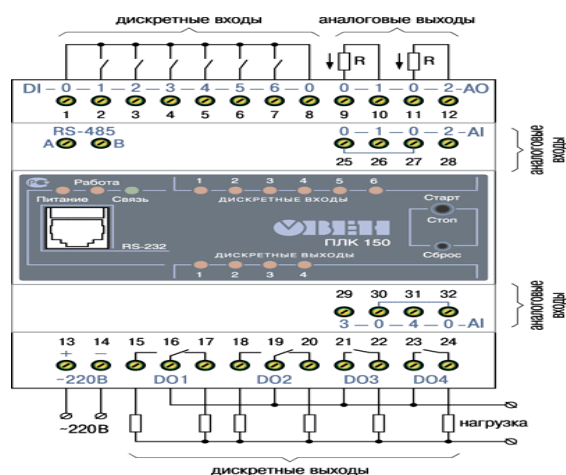 дискретные входы
аналоговые выходы
R
R
DI - 0 - 1 - 2 - 3 - 4 - 5 - 6 - 0
0 - 1 - 0 - 2 - AO
1 2 3 4 5 6 7 8 9 10 11 12
RS-485
A B
0 - 1 - 0 - 2 - AI
25 26 27 28
аналоговые входы
Питание
Работа
Связь
1 2 3 4 5 6
ДИСКРЕТНЫЕ ВХОДЫ
Старт
Стоп
ОВЕН
ПЛК 150
RS-232
ДИСКРЕТНЫЕ ВЫХОДЫ
1 2 3 4
Сброс
29 30 31 32
3 - 0 - 4 - 0 - AI
аналоговые входы
13 14 15 16 17 18 19 20 21 22 23 24
+ −
~220В DO1 DO2 DO3 DO4
~220В
нагрузка
дискретные выходы